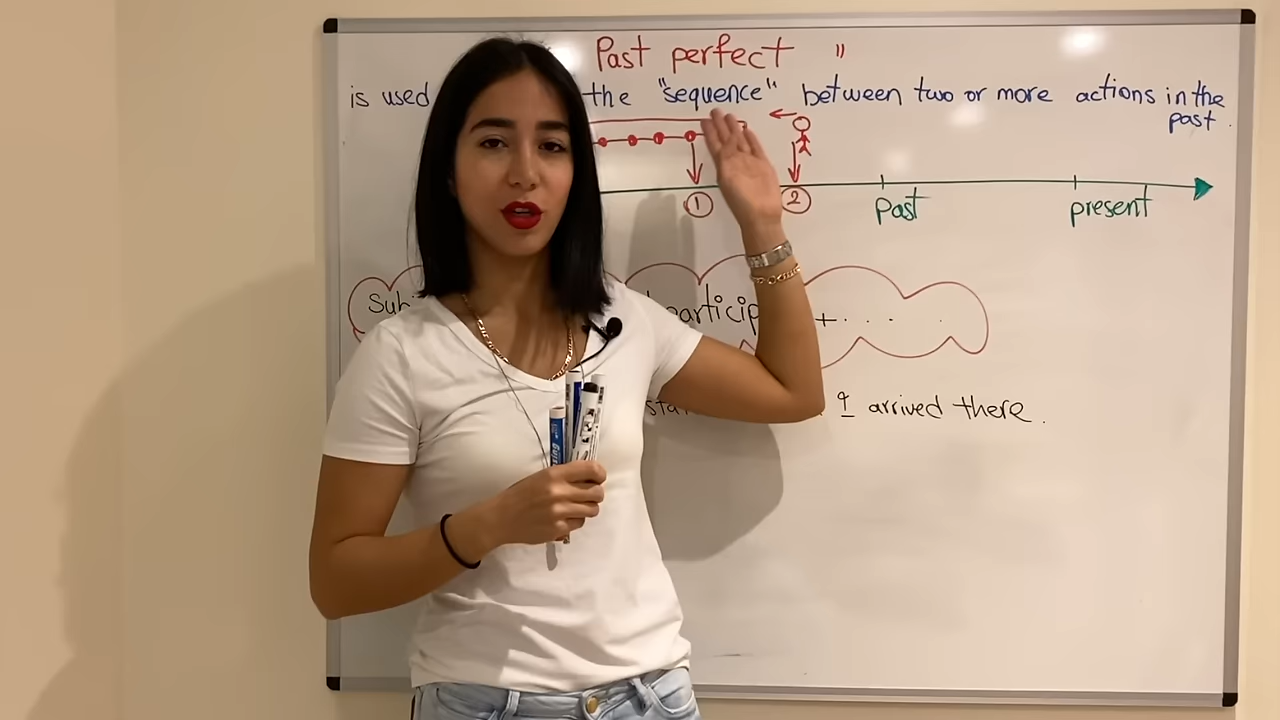 Past perfect "
is used the "sequence" between two or more actions in the
past
1 2 past present
+...
I arrived there.